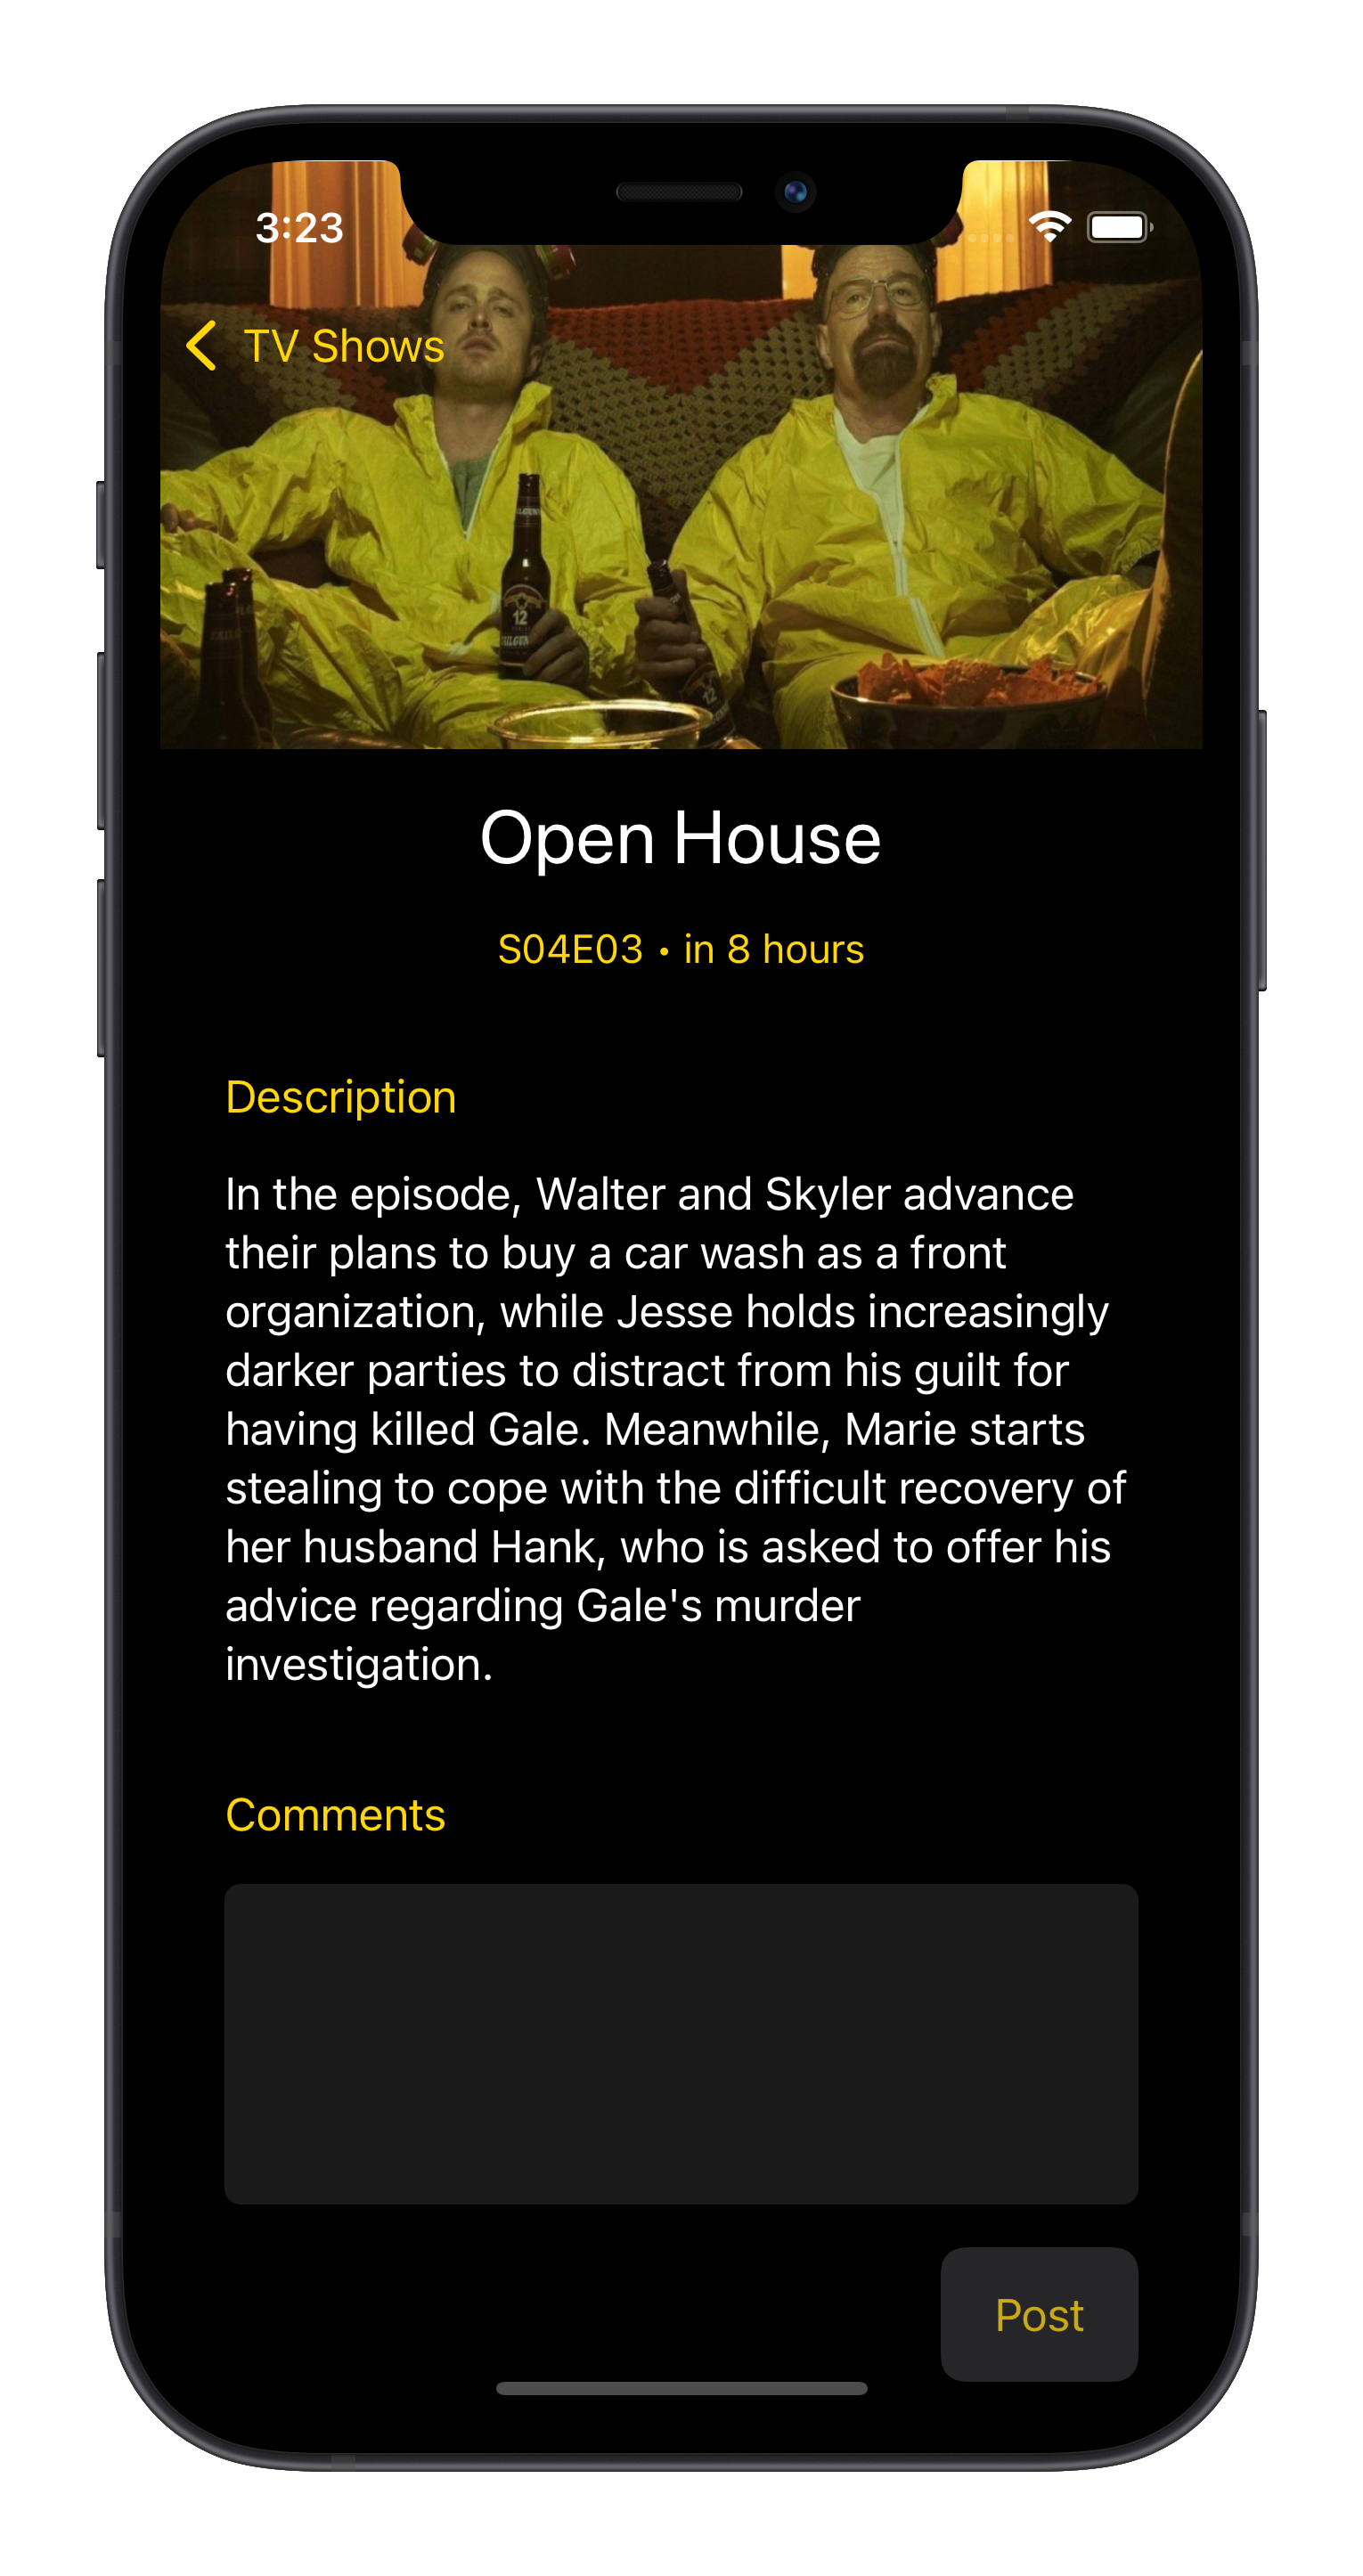 3:23
TV Shows
12
12
Open House
S04E03 • in 8 hours
Description
In the episode, Walter and Skyler advance
their plans to buy a car wash as a front
organization, while Jesse holds increasingly
darker parties to distract from his guilt for
having killed Gale. Meanwhile, Marie starts
stealing to cope with the difficult recovery of
her husband Hank, who is asked to offer his
advice regarding Gale's murder
investigation.
Comments
Post